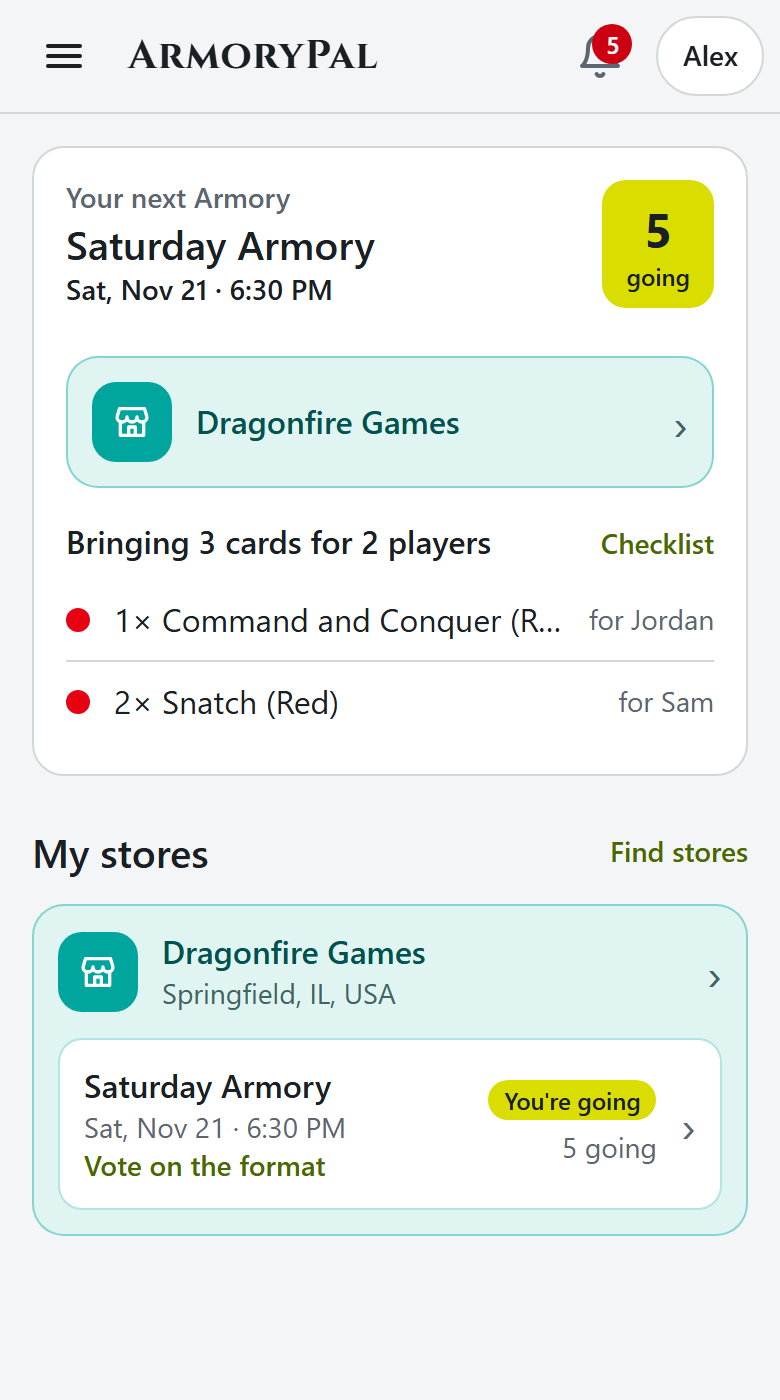 ARMORYPAL
5
Alex
Your next Armory
Saturday Armory
Sat, Nov 21 · 6:30 PM
5
going
Dragonfire Games
Bringing 3 cards for 2 players
Checklist
1× Command and Conquer (R...
for Jordan
2× Snatch (Red)
for Sam
My stores
Find stores
Dragonfire Games
Springfield, IL, USA
Saturday Armory
Sat, Nov 21 · 6:30 PM
Vote on the format
You're going
5 going